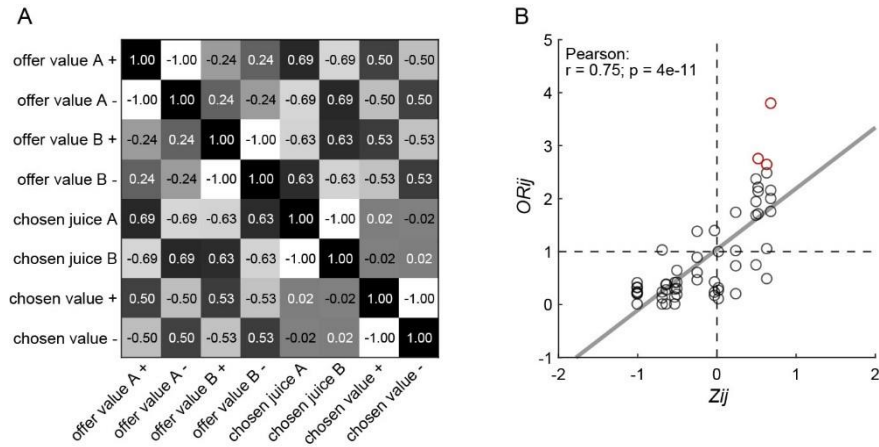 A
offer value A + 1.00 -1.00 -0.24 0.24 0.69 -0.69 0.50 -0.50
offer value A - -1.00 1.00 0.24 -0.24 -0.69 0.69 -0.50 0.50
offer value B + -0.24 0.24 1.00 -1.00 -0.63 0.63 0.53 -0.53
offer value B - 0.24 -0.24 -1.00 1.00 0.63 -0.63 -0.53 0.53
chosen juice A 0.69 -0.69 -0.63 0.63 1.00 -1.00 0.02 -0.02
chosen juice B -0.69 0.69 0.63 -0.63 -1.00 1.00 -0.02 0.02
chosen value + 0.50 -0.50 0.53 -0.53 0.02 -0.02 1.00 -1.00
chosen value - -0.50 0.50 -0.53 0.53 -0.02 0.02 -1.00 1.00
offer value A +
offer value A -
offer value B +
offer value B -
chosen juice A
chosen juice B
chosen value +
chosen value -
B
Pearson:
r = 0.75; p = 4e-11
ORij
5
4
3
2
1
0
-1
-2 -1 0 1 2
Zij